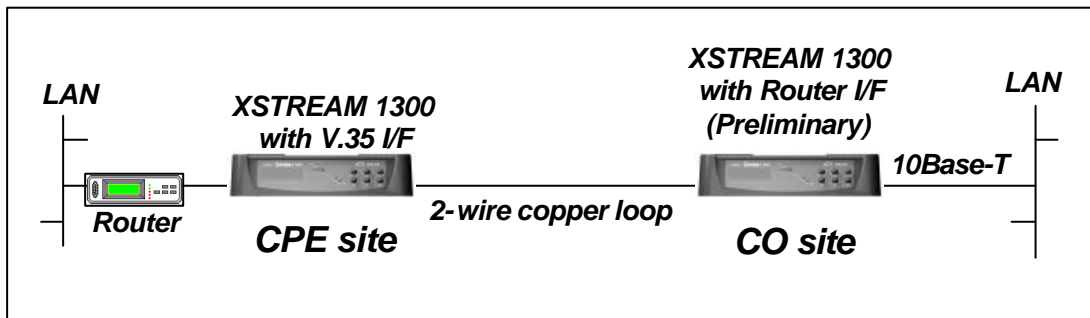 LAN
XSTREAM 1300
with V.35 I/F
XSTREAM 1300
with Router I/F
(Preliminary)
LAN
10Base-T
2-wire copper loop
Router
CPE site
CO site